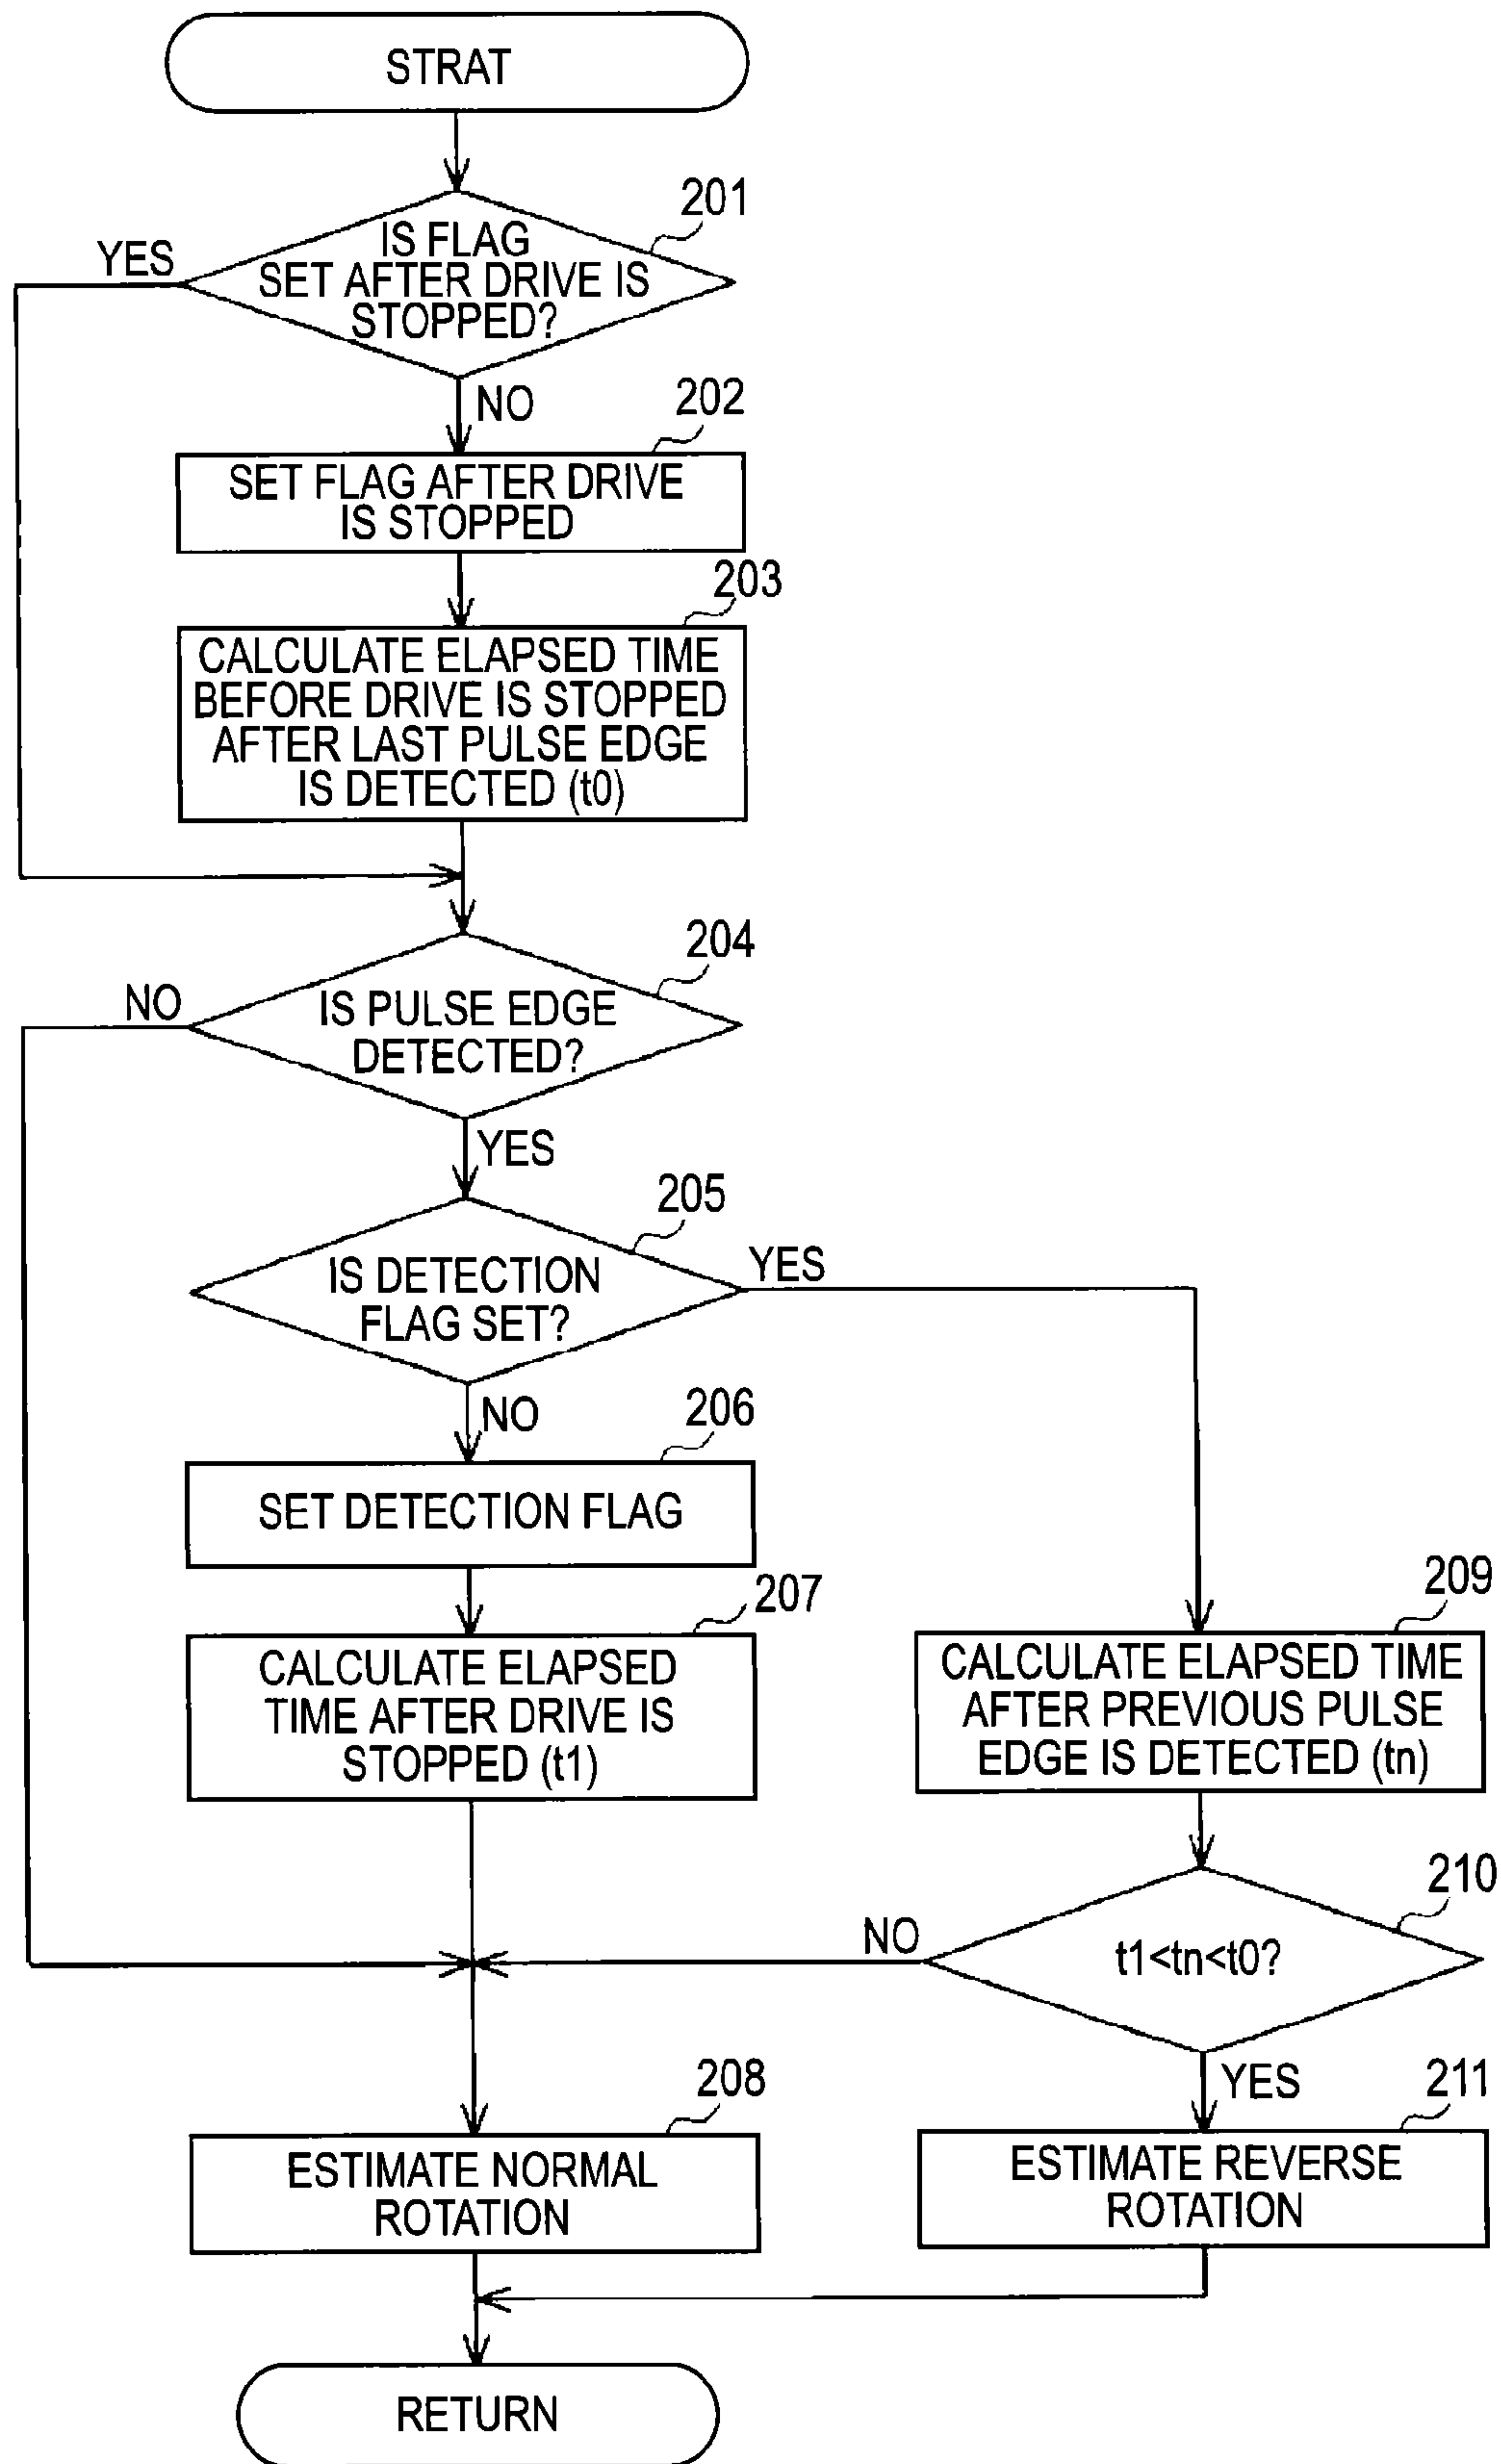 STRAT
201
YES
IS FLAG
SET AFTER DRIVE IS
STOPPED?
NO
202
SET FLAG AFTER DRIVE
IS STOPPED
203
CALCULATE ELAPSED TIME
BEFORE DRIVE IS STOPPED
AFTER LAST PULSE EDGE
IS DETECTED (t0)
204
NO
IS PULSE EDGE
DETECTED?
YES
205
YES
IS DETECTION
FLAG SET?
NO
206
SET DETECTION FLAG
207
CALCULATE ELAPSED
TIME AFTER DRIVE IS
STOPPED (t1)
209
CALCULATE ELAPSED TIME
AFTER PREVIOUS PULSE
EDGE IS DETECTED (tn)
210
NO
t1<tn<t0?
YES
208
ESTIMATE NORMAL
ROTATION
211
ESTIMATE REVERSE
ROTATION
RETURN